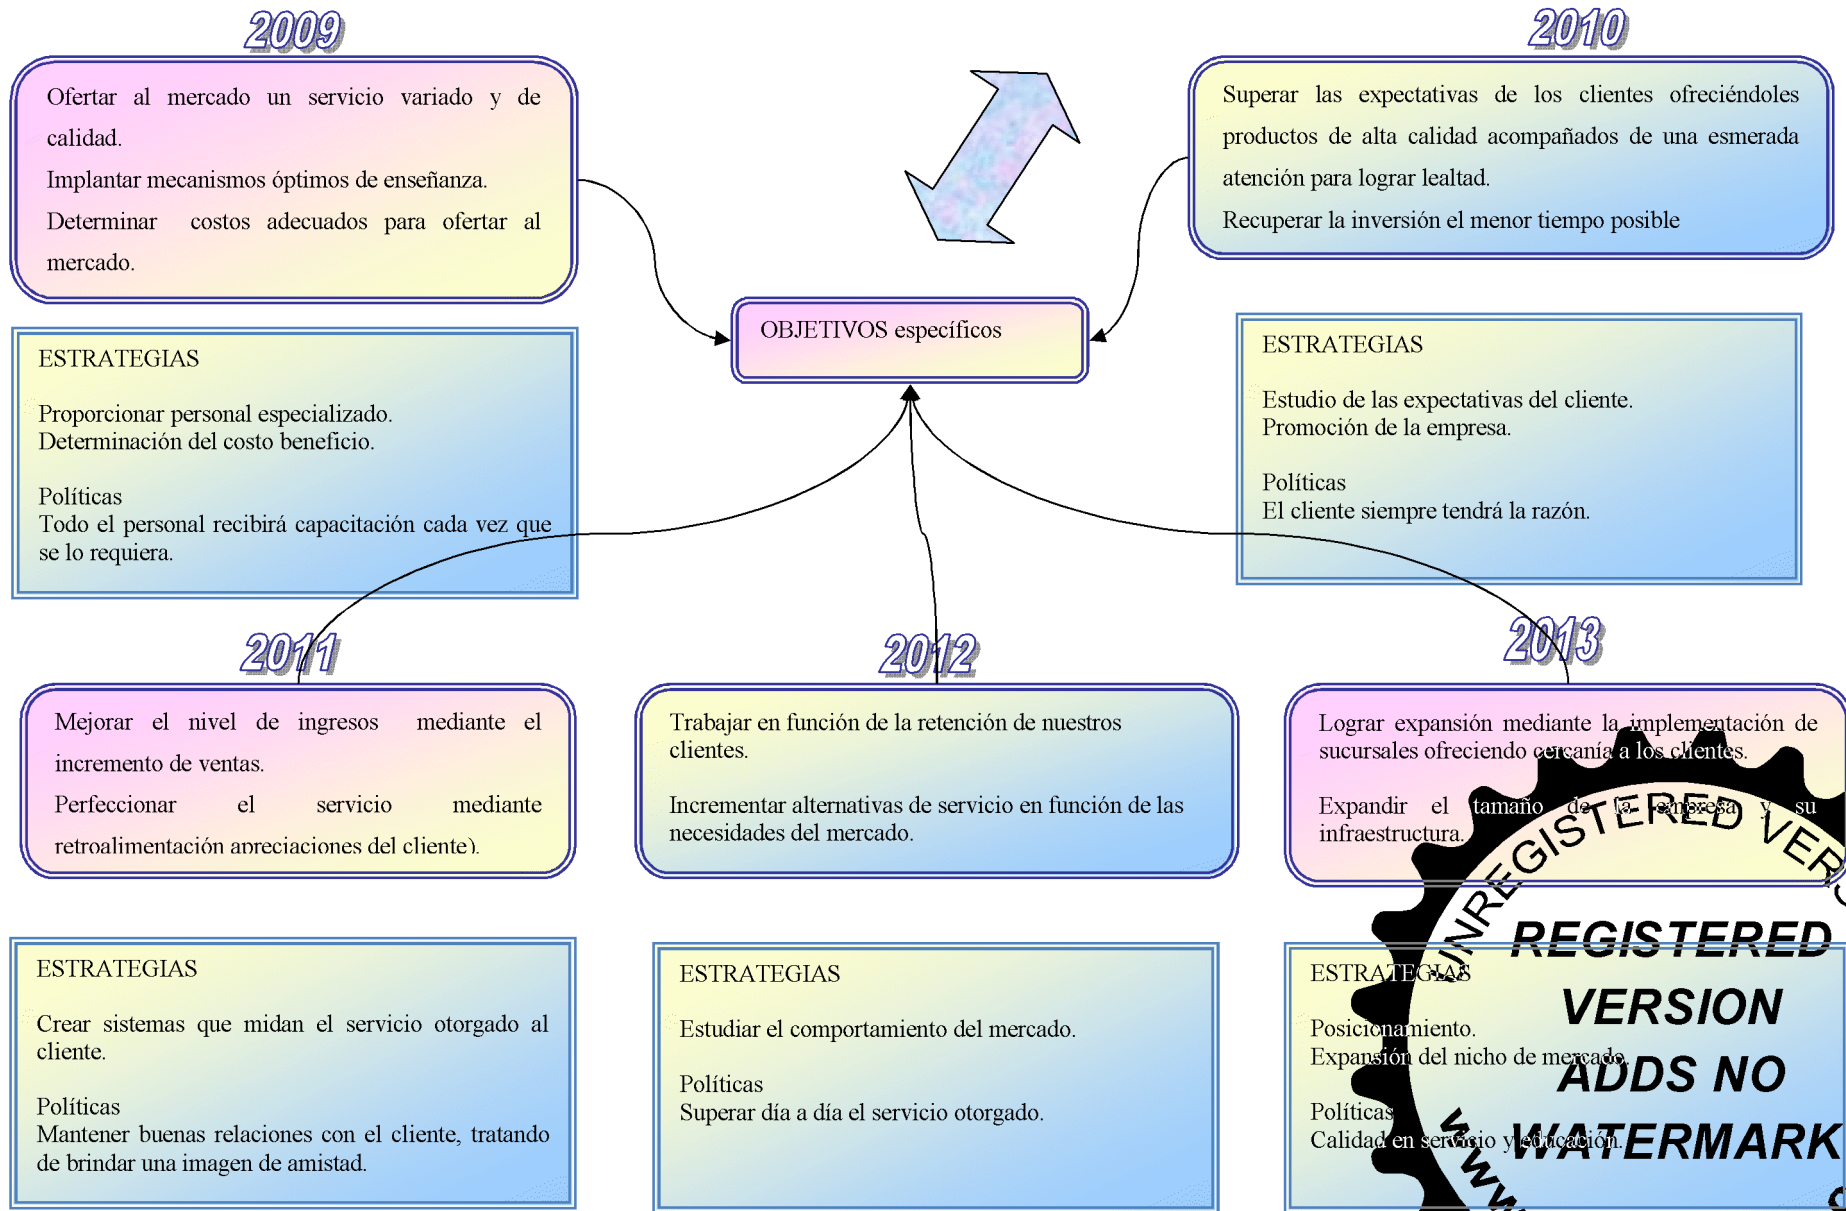 2009
Ofertar al mercado un servicio variado y de
calidad.
Implantar mecanismos óptimos de enseñanza.
Determinar costos adecuados para ofertar al
mercado.
2010
Superar las expectativas de los clientes ofreciéndoles
productos de alta calidad acompañados de una esmerada
atención para lograr lealtad.
Recuperar la inversión el menor tiempo posible
OBJETIVOS específicos
ESTRATEGIAS
Proporcionar personal especializado.
Determinación del costo beneficio.
Políticas
Todo el personal recibirá capacitación cada vez que
se lo requiera.
ESTRATEGIAS
Estudio de las expectativas del cliente.
Promoción de la empresa.
Políticas
El cliente siempre tendrá la razón.
2011
Mejorar el nivel de ingresos mediante el
incremento de ventas.
Perfeccionar el servicio mediante
retroalimentación apreciaciones del cliente).
2012
Trabajar en función de la retención de nuestros
clientes.
Incrementar alternativas de servicio en función de las
necesidades del mercado.
2013
Lograr expansión mediante la implementación de
sucursales ofreciendo cercanía a los clientes.
Expandir el tamaño de la empresa y su
infraestructura.
ESTRATEGIAS
Crear sistemas que midan el servicio otorgado al
cliente.
Políticas
Mantener buenas relaciones con el cliente, tratando
de brindar una imagen de amistad.
ESTRATEGIAS
Estudiar el comportamiento del mercado.
Políticas
Superar día a día el servicio otorgado.
ESTRATEGIAS
Posicionamiento.
Expansión del nicho de mercado.
Políticas
Calidad en servicio y educación.
UNREGISTERED
REGISTERED
VERSION
ADDS NO
WATERMARK